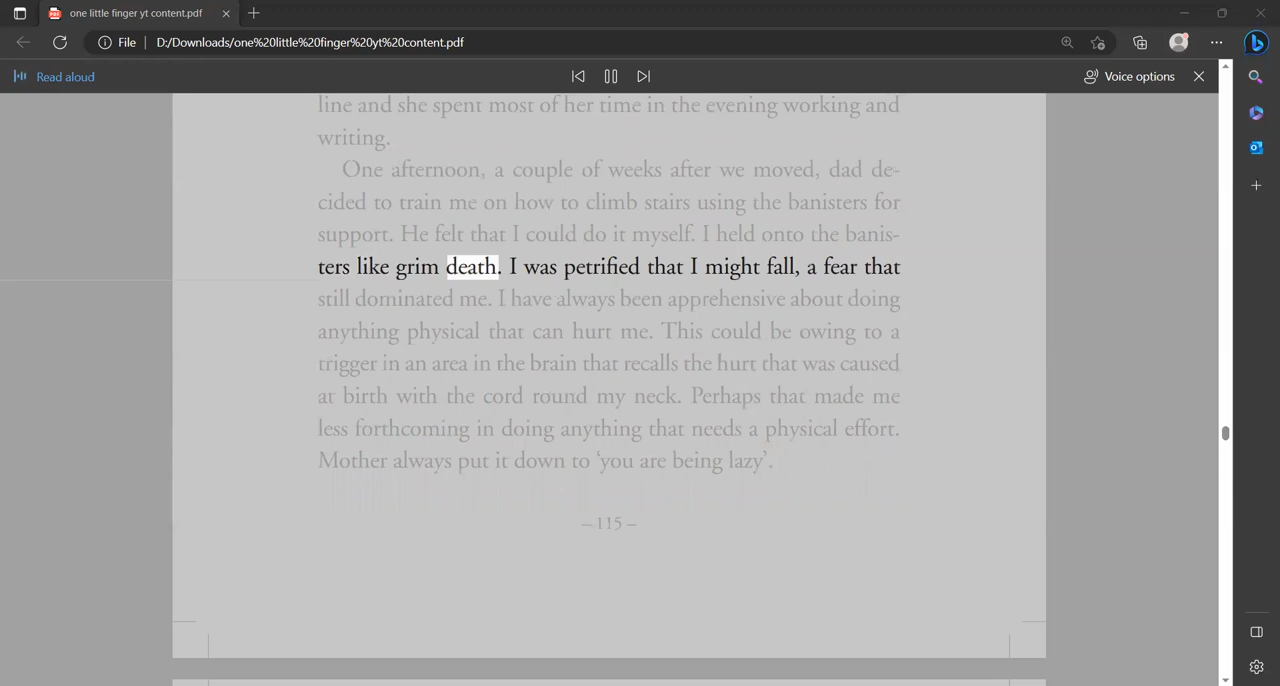 one little finger yt content.pdf
File
D:/Downloads/one%20little%20finger%20yt%20content.pdf
Read aloud
Voice options
line and she spent most of her time in the evening working and
writing.
One afternoon, a couple of weeks after we moved, dad de-
cided to train me on how to climb stairs using the banisters for
support. He felt that I could do it myself. I held onto the banis-
ters like grim death. I was petrified that I might fall, a fear that
still dominated me. I have always been apprehensive about doing
anything physical that can hurt me. This could be owing to a
trigger in an area in the brain that recalls the hurt that was caused
at birth with the cord round my neck. Perhaps that made me
less forthcoming in doing anything that needs a physical effort.
Mother always put it down to ‘you are being lazy’.
– 115 –